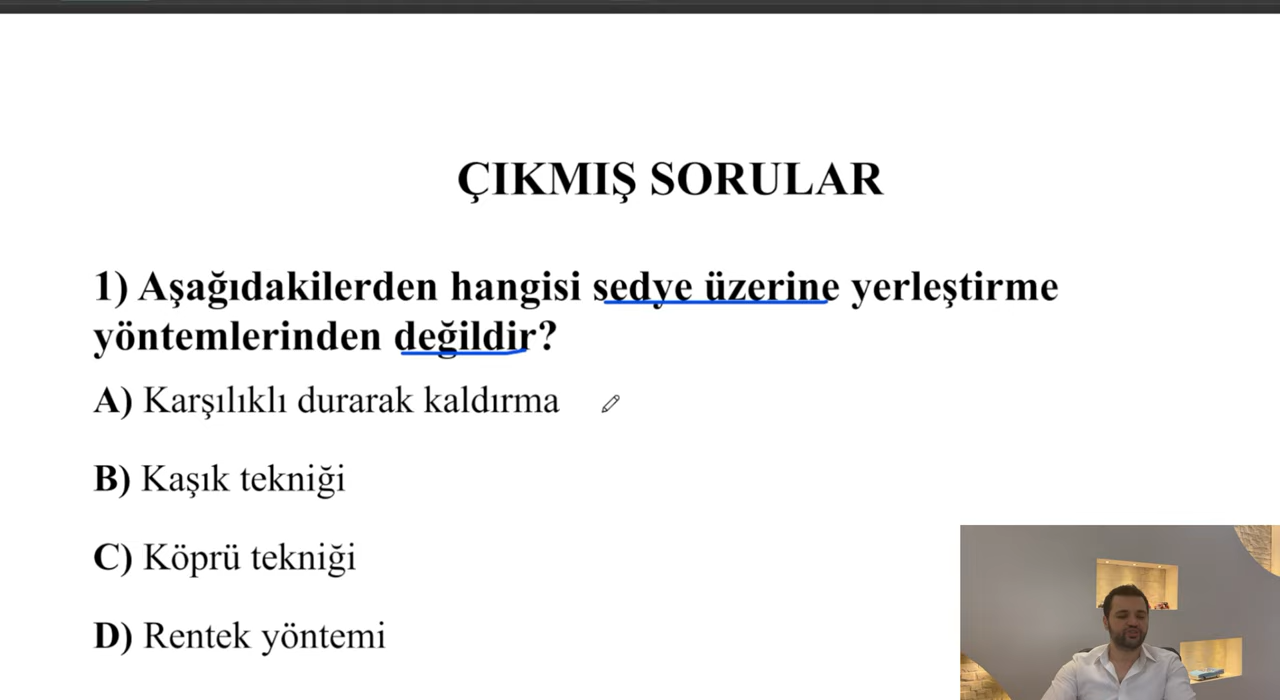 ÇIKMIŞ SORULAR
1) Aşağıdakilerden hangisi sedye üzerine yerleştirme
yöntemlerinden değildir?
A) Karşılıklı durarak kaldırma
B) Kaşık tekniği
C) Köprü tekniği
D) Rentek yöntemi